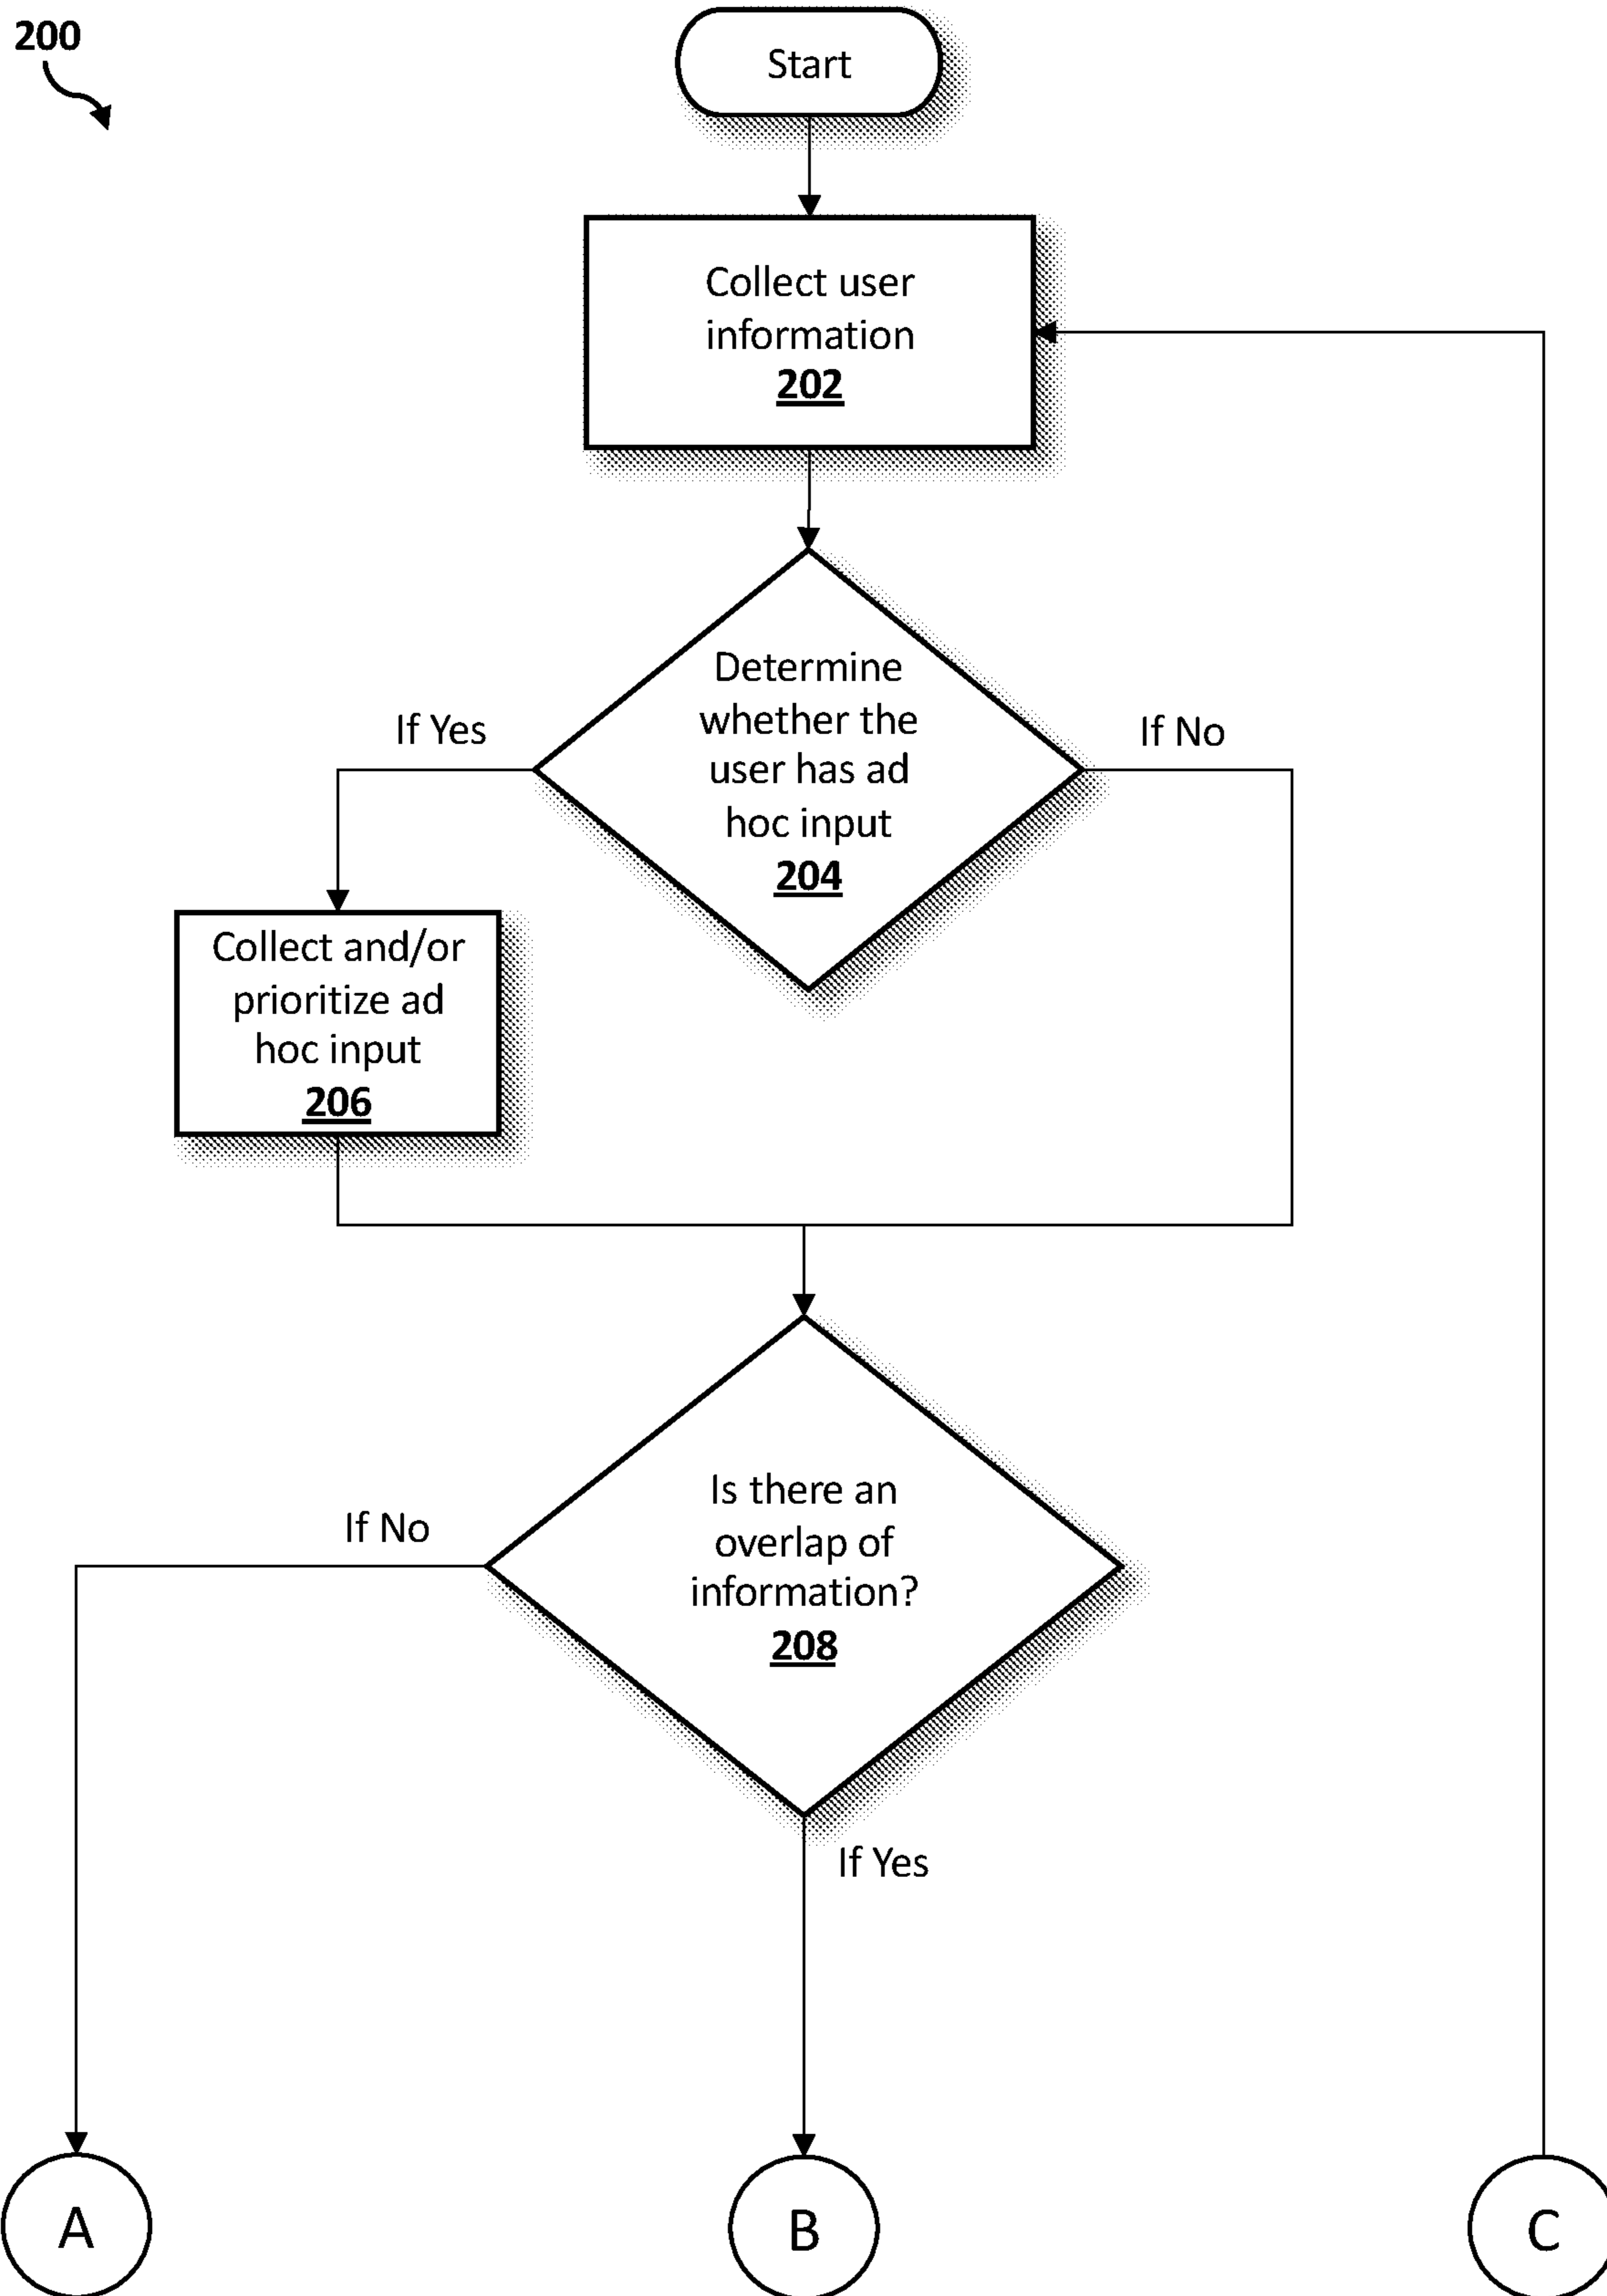 200
Start
Collect user
information
202
Determine
whether the
user has ad
hoc input
204
If Yes
If No
Collect and/or
prioritize ad
hoc input
206
Is there an
overlap of
information?
208
If No
If Yes
A
B
C